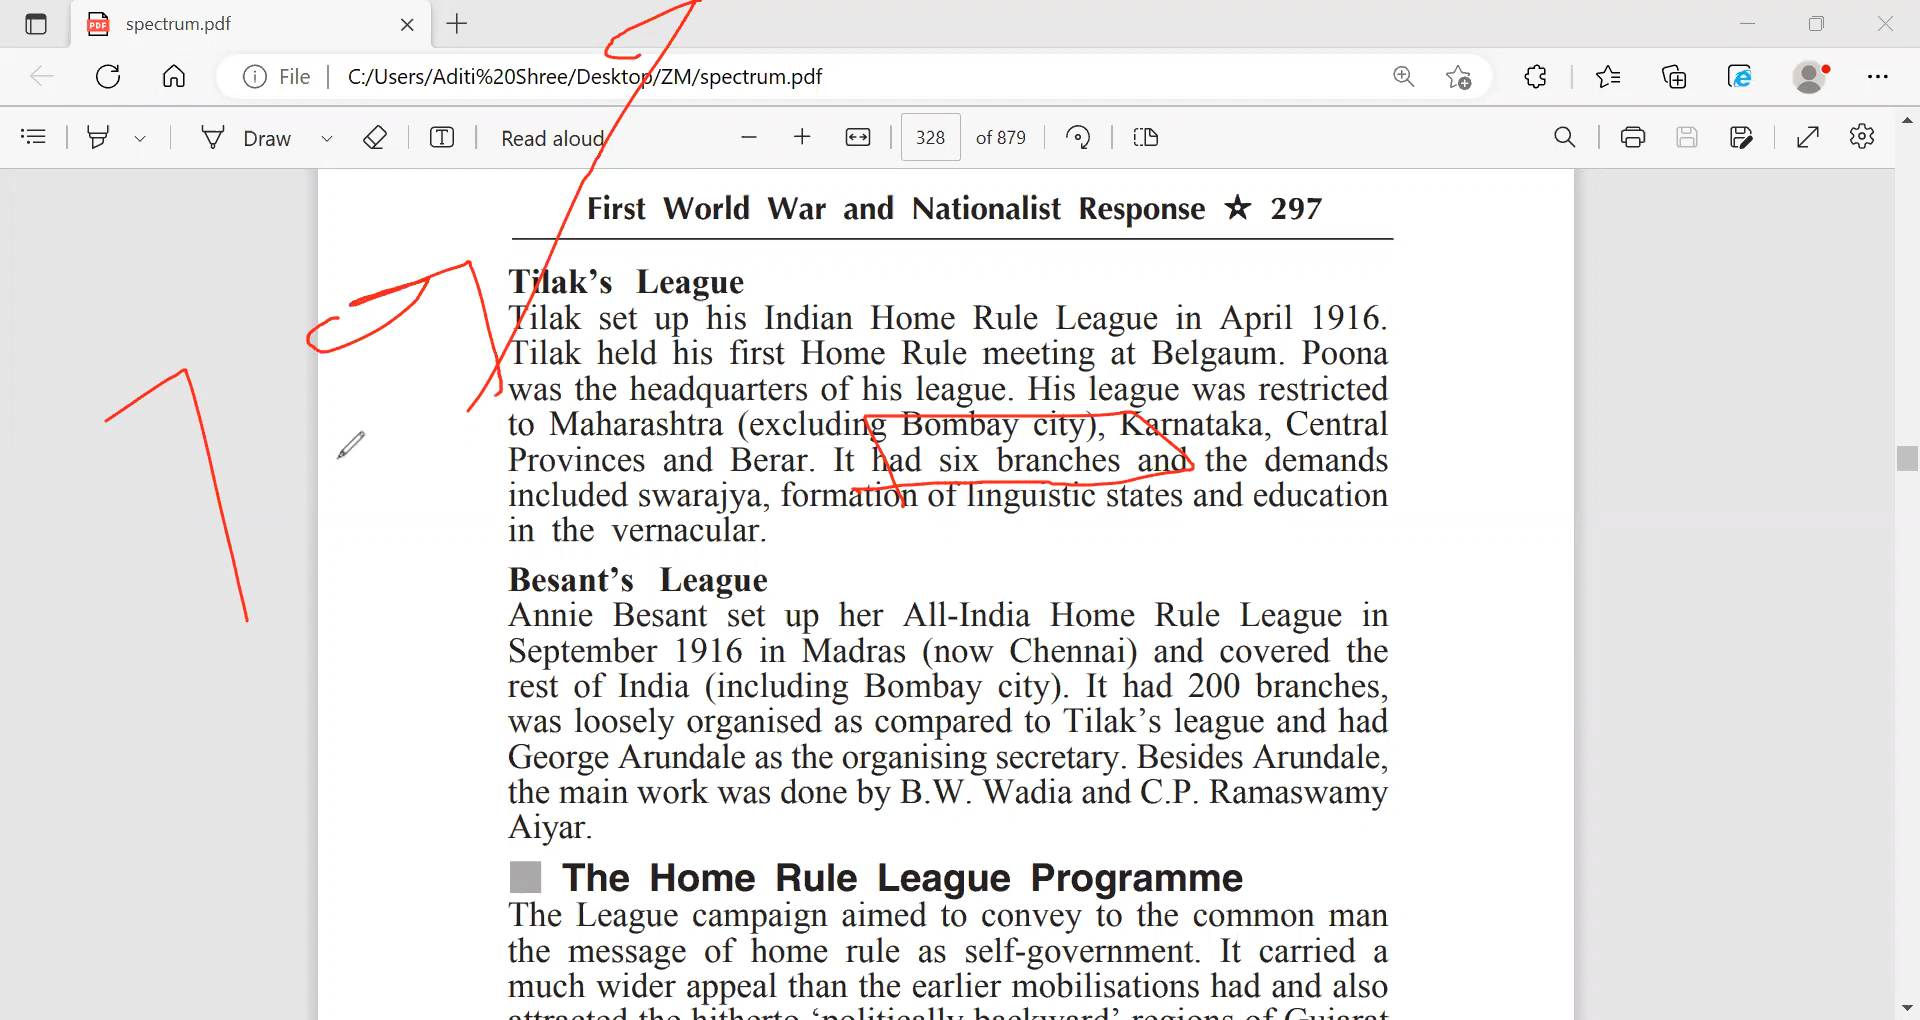 spectrum.pdf
File C:/Users/Aditi%20Shree/Desktop/ZM/spectrum.pdf
Draw Read aloud 328 of 879
First World War and Nationalist Response ★ 297
Tilak’s League
Tilak set up his Indian Home Rule League in April 1916.
Tilak held his first Home Rule meeting at Belgaum. Poona
was the headquarters of his league. His league was restricted
to Maharashtra (excluding Bombay city), Karnataka, Central
Provinces and Berar. It had six branches and the demands
included swarajya, formation of linguistic states and education
in the vernacular.
Besant’s League
Annie Besant set up her All-India Home Rule League in
September 1916 in Madras (now Chennai) and covered the
rest of India (including Bombay city). It had 200 branches,
was loosely organised as compared to Tilak’s league and had
George Arundale as the organising secretary. Besides Arundale,
the main work was done by B.W. Wadia and C.P. Ramaswamy
Aiyar.
The Home Rule League Programme
The League campaign aimed to convey to the common man
the message of home rule as self-government. It carried a
much wider appeal than the earlier mobilisations had and also
attracted the hitherto ‘politically backward’ regions of Gujarat